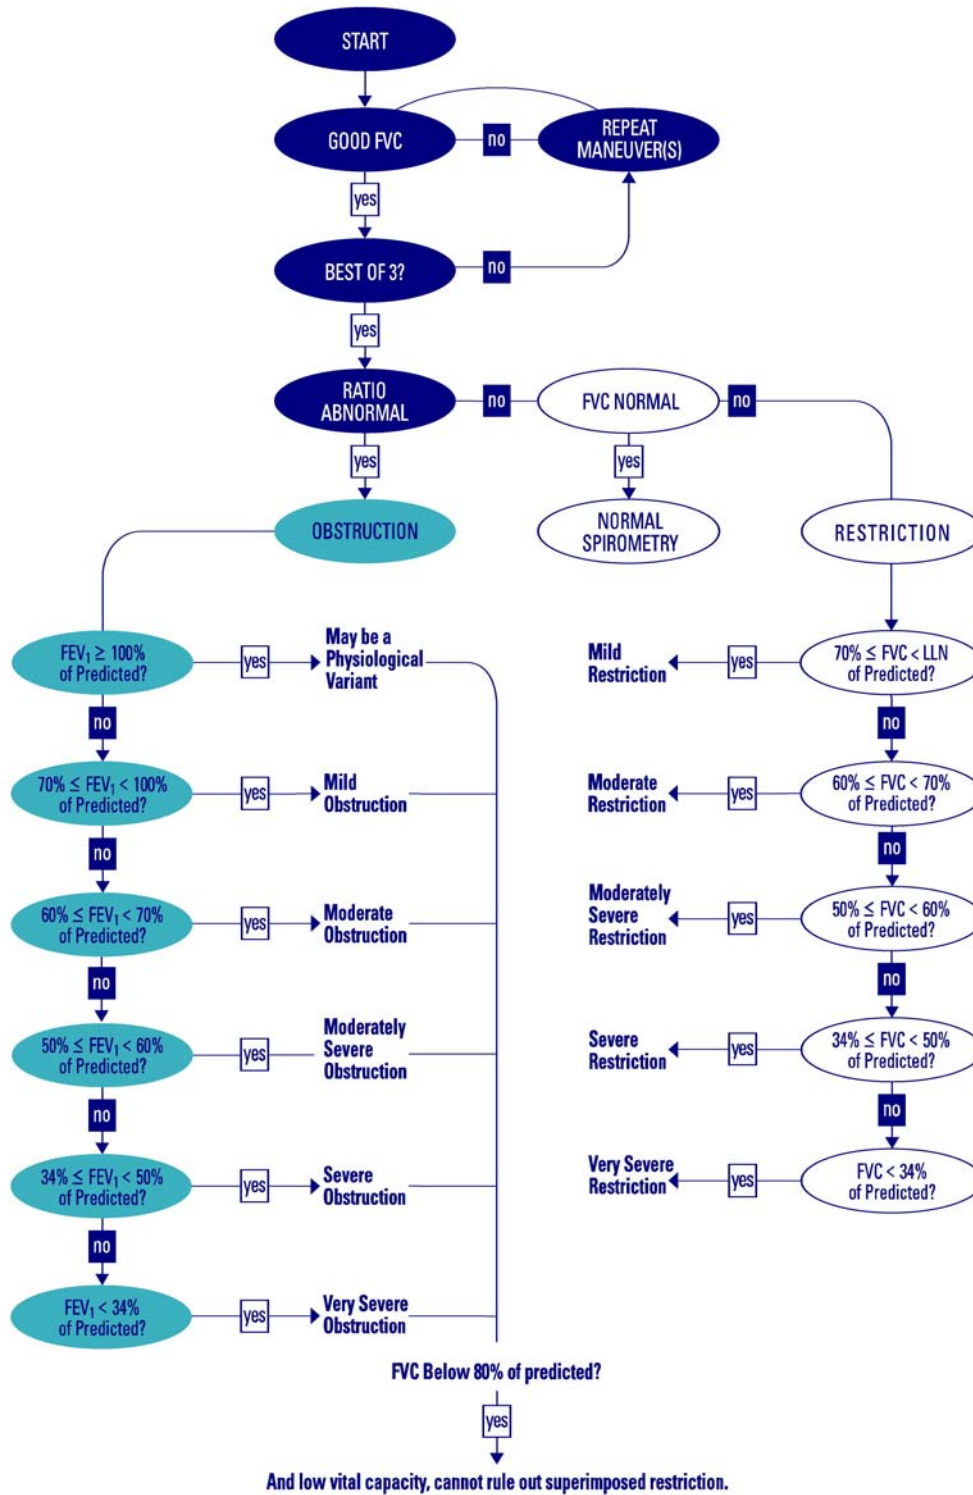 START
GOOD FVC
no
REPEAT
MANEUVER(S)
yes
BEST OF 3?
no
yes
RATIO
ABNORMAL
no
FVC NORMAL
no
yes
yes
OBSTRUCTION
NORMAL
SPIROMETRY
RESTRICTION
FEV₁ ≥ 100%
of Predicted?
yes
May be a
Physiological
Variant
no
70% ≤ FEV₁ < 100%
of Predicted?
yes
Mild
Obstruction
no
60% ≤ FEV₁ < 70%
of Predicted?
yes
Moderate
Obstruction
no
50% ≤ FEV₁ < 60%
of Predicted?
yes
Moderately
Severe
Obstruction
no
34% ≤ FEV₁ < 50%
of Predicted?
yes
Severe
Obstruction
no
FEV₁ < 34%
of Predicted?
yes
Very Severe
Obstruction
Mild
Restriction
yes
70% ≤ FVC < LLN
of Predicted?
no
Moderate
Restriction
yes
60% ≤ FVC < 70%
of Predicted?
no
Moderately
Severe
Restriction
yes
50% ≤ FVC < 60%
of Predicted?
no
Severe
Restriction
yes
34% ≤ FVC < 50%
of Predicted?
no
Very Severe
Restriction
yes
FVC < 34%
of Predicted?
FVC Below 80% of predicted?
yes
And low vital capacity, cannot rule out superimposed restriction.